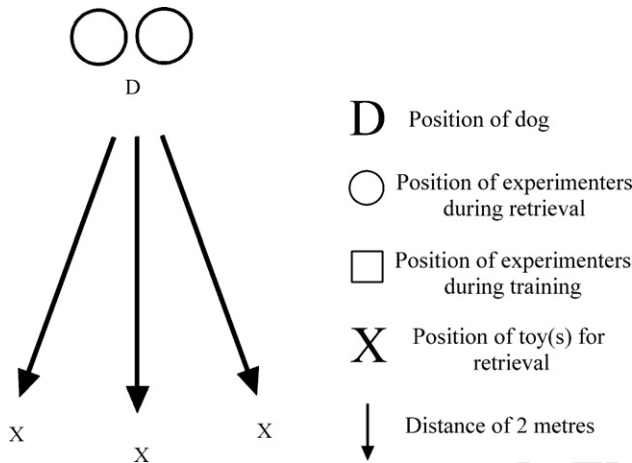 D
X
X
X
D Position of dog
Position of experimenters
during retrieval
Position of experimenters
during training
X Position of toy(s) for
retrieval
Distance of 2 metres